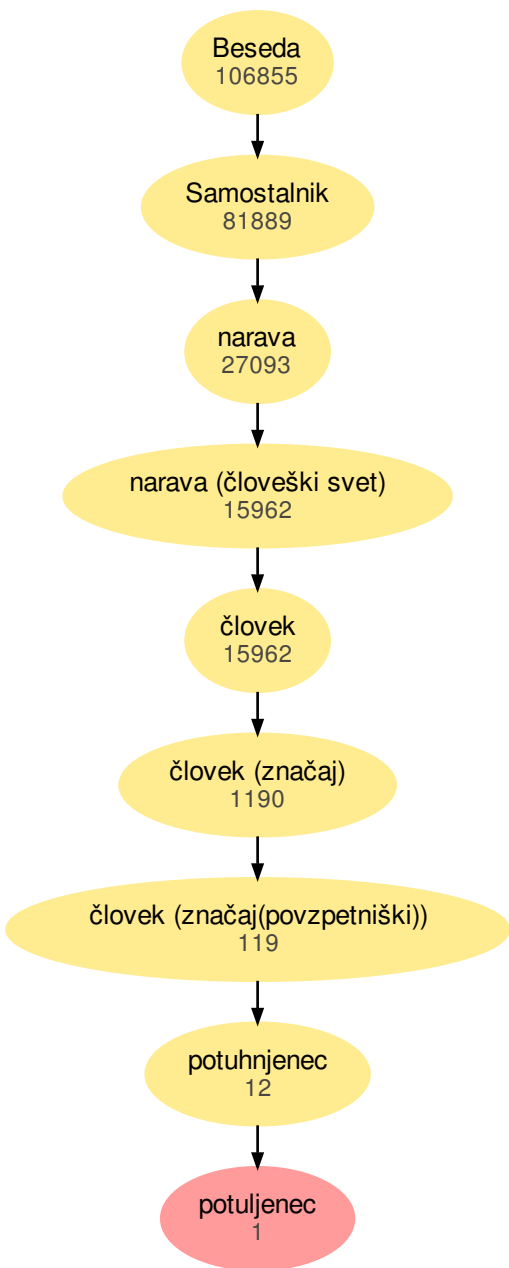 Beseda
106855
Samostalnik
81889
narava
27093
narava (človeški svet)
15962
človek
15962
človek (značaj)
1190
človek (značaj(povzpetniški))
119
potuhnjenec
12
potuljenec
1